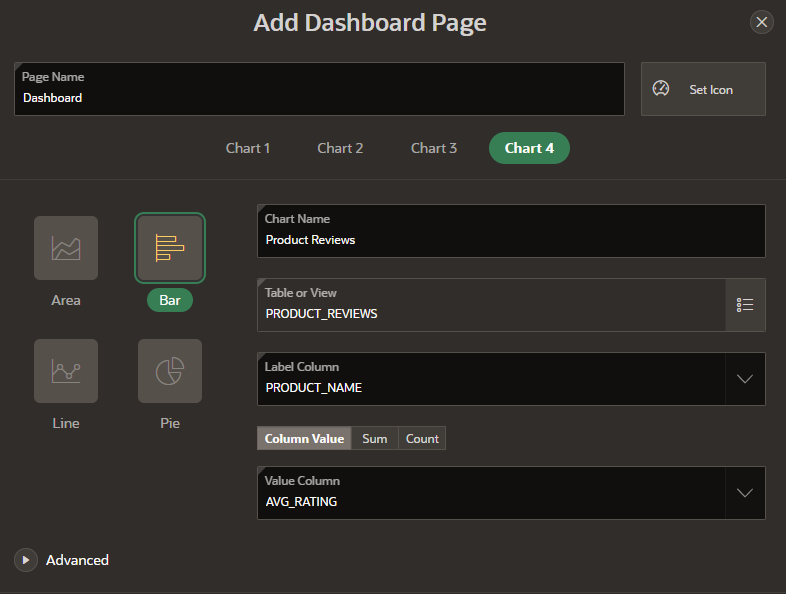 Add Dashboard Page
Page Name
Dashboard
Set Icon
Chart 1
Chart 2
Chart 3
Chart 4
Area
Bar
Line
Pie
Chart Name
Product Reviews
Table or View
PRODUCT_REVIEWS
Label Column
PRODUCT_NAME
Column Value
Sum
Count
Value Column
AVG_RATING
Advanced